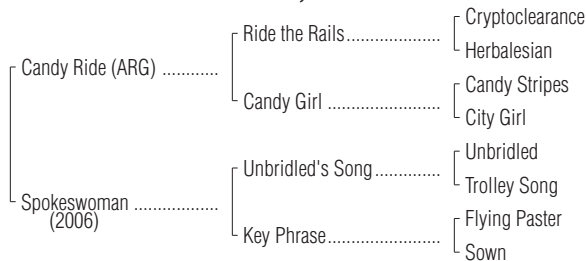 Cryptoclearance
Ride the Rails...............
Herbalesian
Candy Ride (ARG) ............
Candy Stripes
Candy Girl .....................
City Girl
Unbridled
Unbridled's Song..............
Trolley Song
Spokeswoman ..................
(2006)
Flying Paster
Key Phrase.....................
Sown